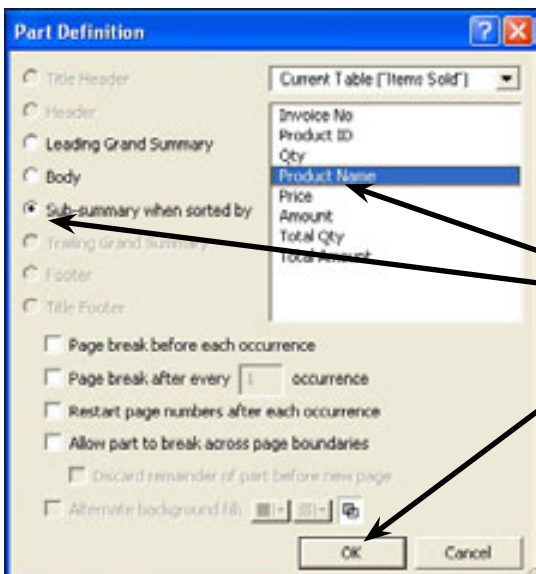 Part Definition
Title Header
Current Table ("Items Sold")
Header
Leading Grand Summary
Body
Sub-summary when sorted by
Trailing Grand Summary
Footer
Title Footer
Invoice No
Product ID
Qty
Product Name
Price
Amount
Total Qty
Total Amount
Page break before each occurrence
Page break after every 1 occurrence
Restart page numbers after each occurrence
Allow part to break across page boundaries
Discard remainder of part before new page
Alternate background fill:
OK Cancel